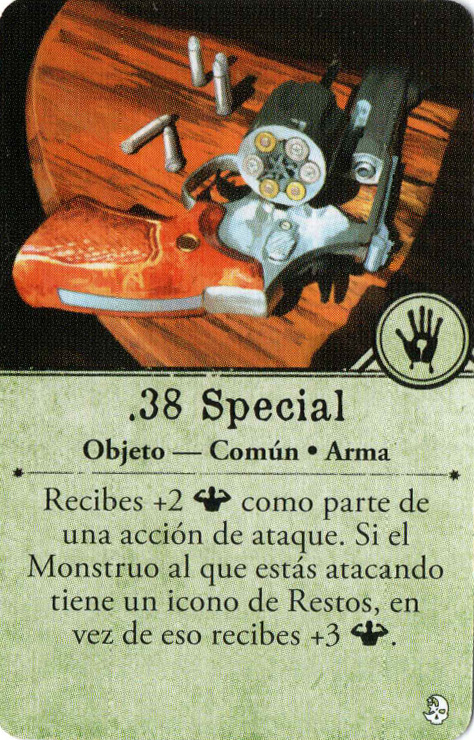 .38 Special
Objeto — Común • Arma
Recibes +2 como parte de
una acción de ataque. Si el
Monstruo al que estás atacando
tiene un icono de Restos, en
vez de eso recibes +3 .